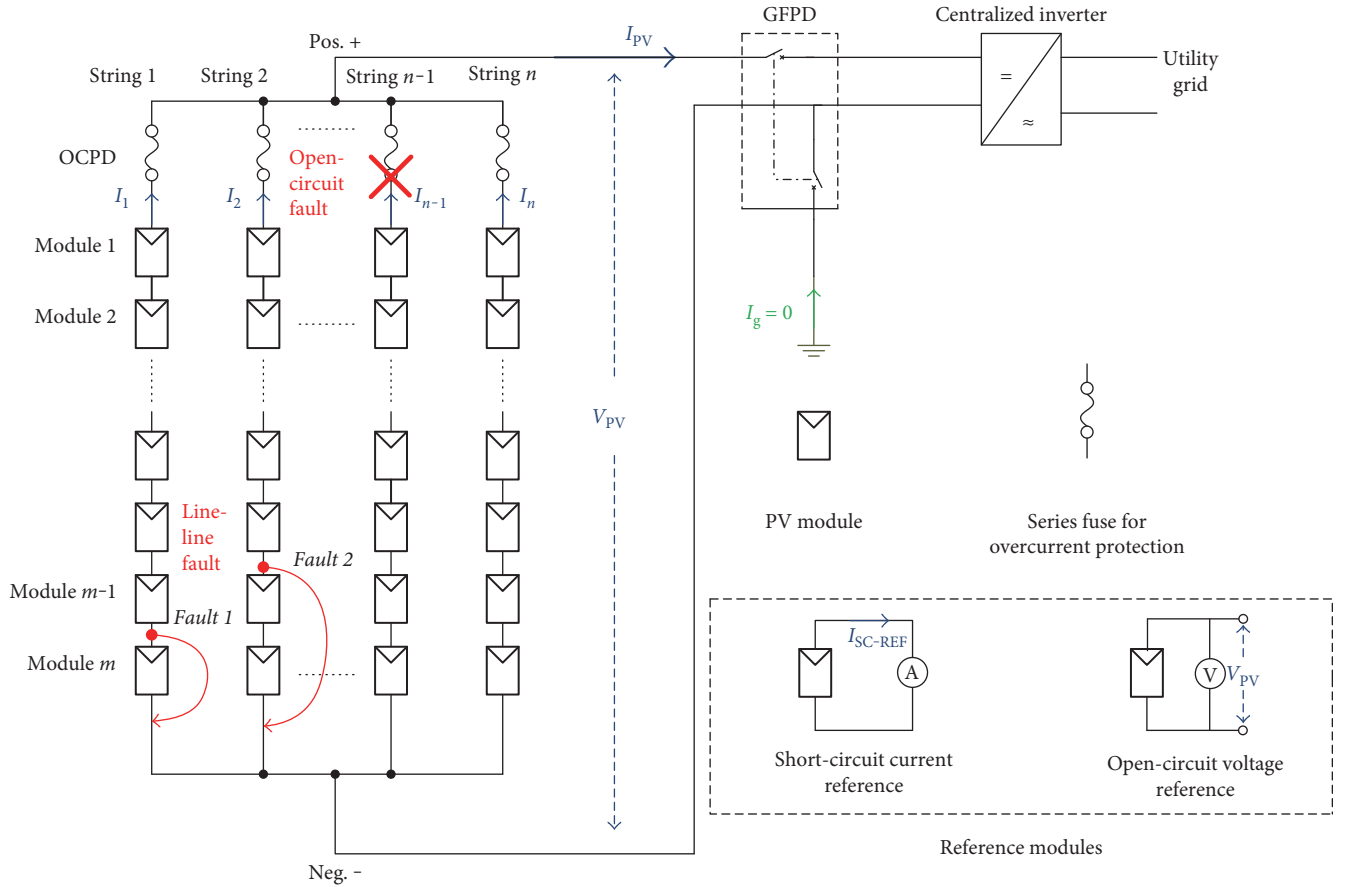 GFPD
Centralized inverter
Pos. +
I_PV
String 1
String 2
String n−1
String n
Utility
grid
=
≈
OCPD
Open-
circuit
fault
I_1
I_2
I_n−1
I_n
Module 1
Module 2
I_g = 0
V_PV
Line-
line
fault
PV module
Series fuse for
overcurrent protection
Fault 2
Module m−1
Fault 1
Module m
I_SC-REF
A
V
V_PV
Short-circuit current
reference
Open-circuit voltage
reference
Reference modules
Neg. -